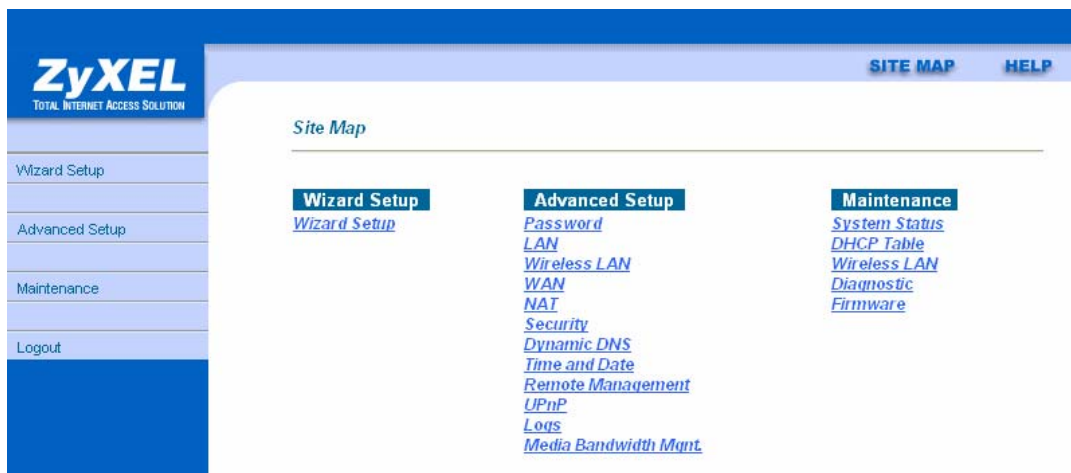 ZyXEL
TOTAL INTERNET ACCESS SOLUTION
SITE MAP HELP
Wizard Setup
Advanced Setup
Maintenance
Logout
Site Map
Wizard Setup
Wizard Setup
Advanced Setup
Password
LAN
Wireless LAN
WAN
NAT
Security
Dynamic DNS
Time and Date
Remote Management
UPnP
Logs
Media Bandwidth Mgnt.
Maintenance
System Status
DHCP Table
Wireless LAN
Diagnostic
Firmware